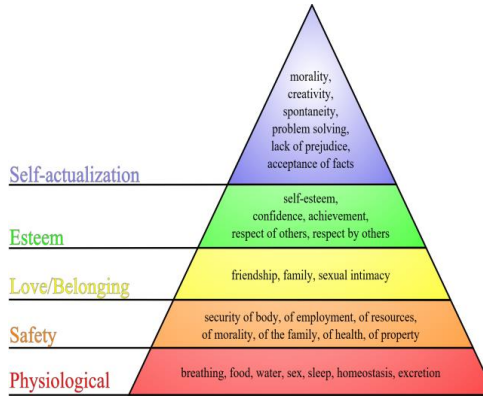 morality,
creativity,
spontaneity,
problem solving,
lack of prejudice,
acceptance of facts
Self-actualization
self-esteem,
confidence, achievement,
respect of others, respect by others
Esteem
friendship, family, sexual intimacy
Love/Belonging
security of body, of employment, of resources,
of morality, of the family, of health, of property
Safety
breathing, food, water, sex, sleep, homeostasis, excretion
Physiological